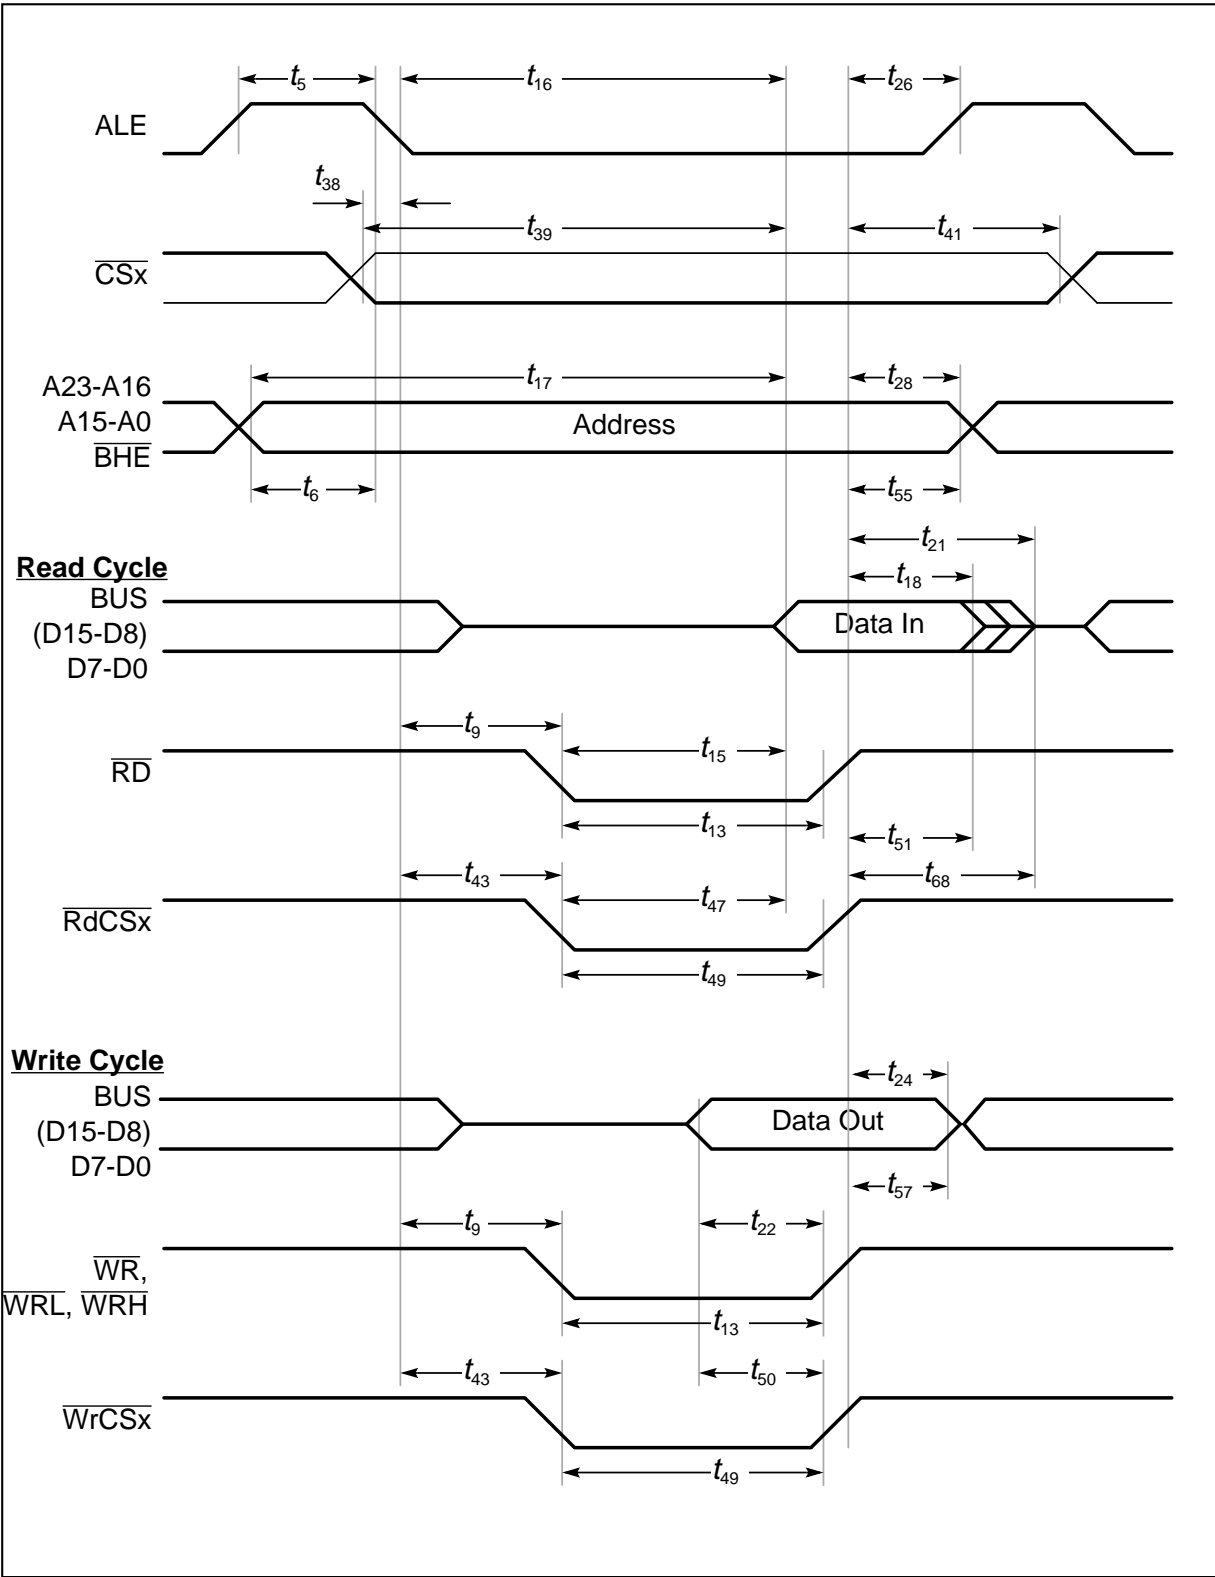 t5 t16 t26
ALE
t38
t39 t41
CSx
t17 t28
A23-A16
A15-A0
BHE
Address
t6 t55
t21
t18
Read Cycle
BUS
(D15-D8)
D7-D0
Data In
t9
t15
RD
t13
t51
t43 t68
t47
RdCSx
t49
Write Cycle
t24
BUS
(D15-D8)
D7-D0
Data Out
t57
t9 t22
WR,
WRL, WRH
t13
t43 t50
WrCSx
t49